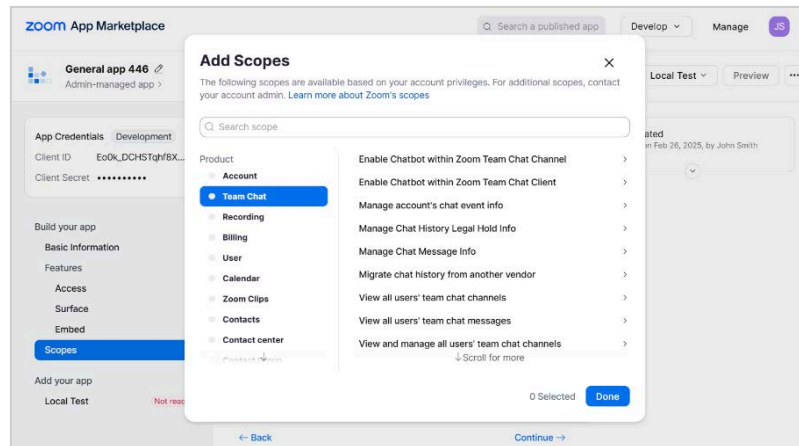 zoom App Marketplace
Search a published app
Develop
Manage
JS
General app 446
Admin-managed app >
Local Test
Preview
App Credentials Development
Client ID Eo0k_DCHSTqhf8X...
Client Secret ••••••••••
Build your app
Basic Information
Features
Access
Surface
Embed
Scopes
Add your app
Local Test
Add Scopes
The following scopes are available based on your account privileges. For additional scopes, contact
your account admin. Learn more about Zoom's scopes
Search scope
Product
Account
Team Chat
Recording
Billing
User
Calendar
Zoom Clips
Contacts
Contact center
Enable Chatbot within Zoom Team Chat Channel
Enable Chatbot within Zoom Team Chat Client
Manage account's chat event info
Manage Chat History Legal Hold Info
Manage Chat Message Info
Migrate chat history from another vendor
View all users' team chat channels
View all users' team chat messages
View and manage all users' team chat channels
↓ Scroll for more
0 Selected
Done
on Feb 26, 2025, by John Smith
← Back
Continue →